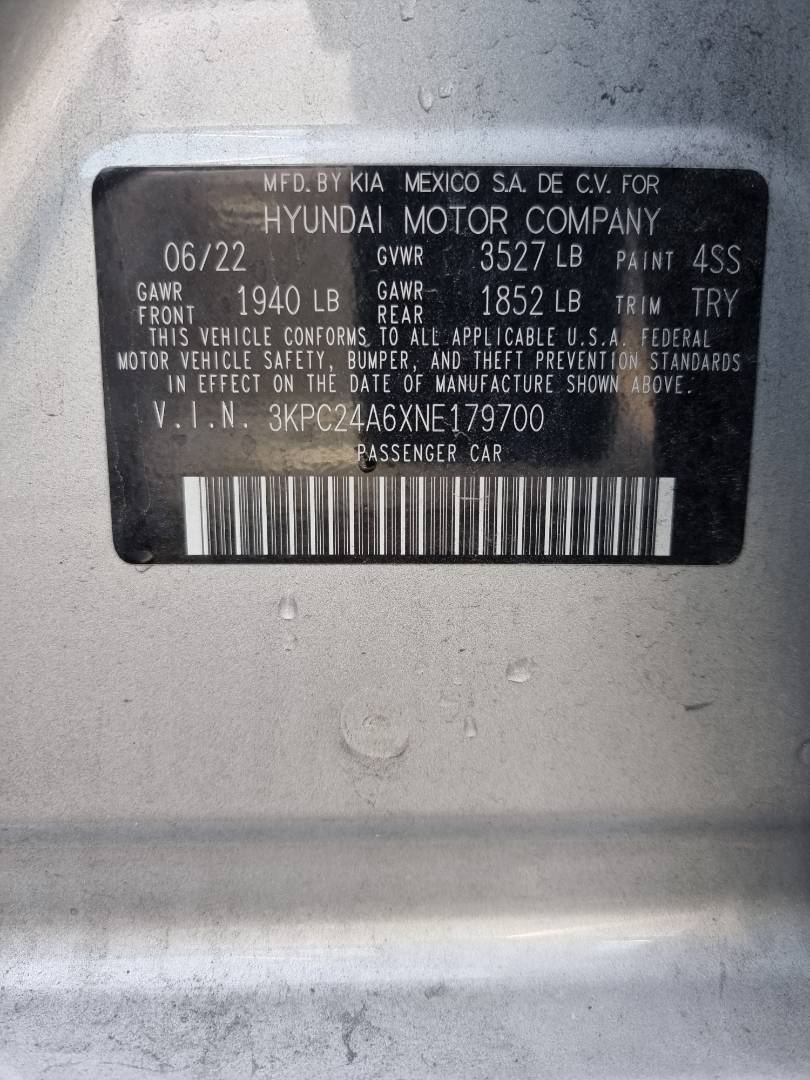 MFD. BY KIA MEXICO S.A. DE C.V. FOR
HYUNDAI MOTOR COMPANY
06/22 GVWR 3527 LB PAINT 4SS
GAWR FRONT 1940 LB GAWR REAR 1852 LB TRIM TRY
THIS VEHICLE CONFORMS TO ALL APPLICABLE U.S.A. FEDERAL
MOTOR VEHICLE SAFETY, BUMPER, AND THEFT PREVENTION STANDARDS
IN EFFECT ON THE DATE OF MANUFACTURE SHOWN ABOVE.
V.I.N. 3KPC24A6XNE179700
PASSENGER CAR